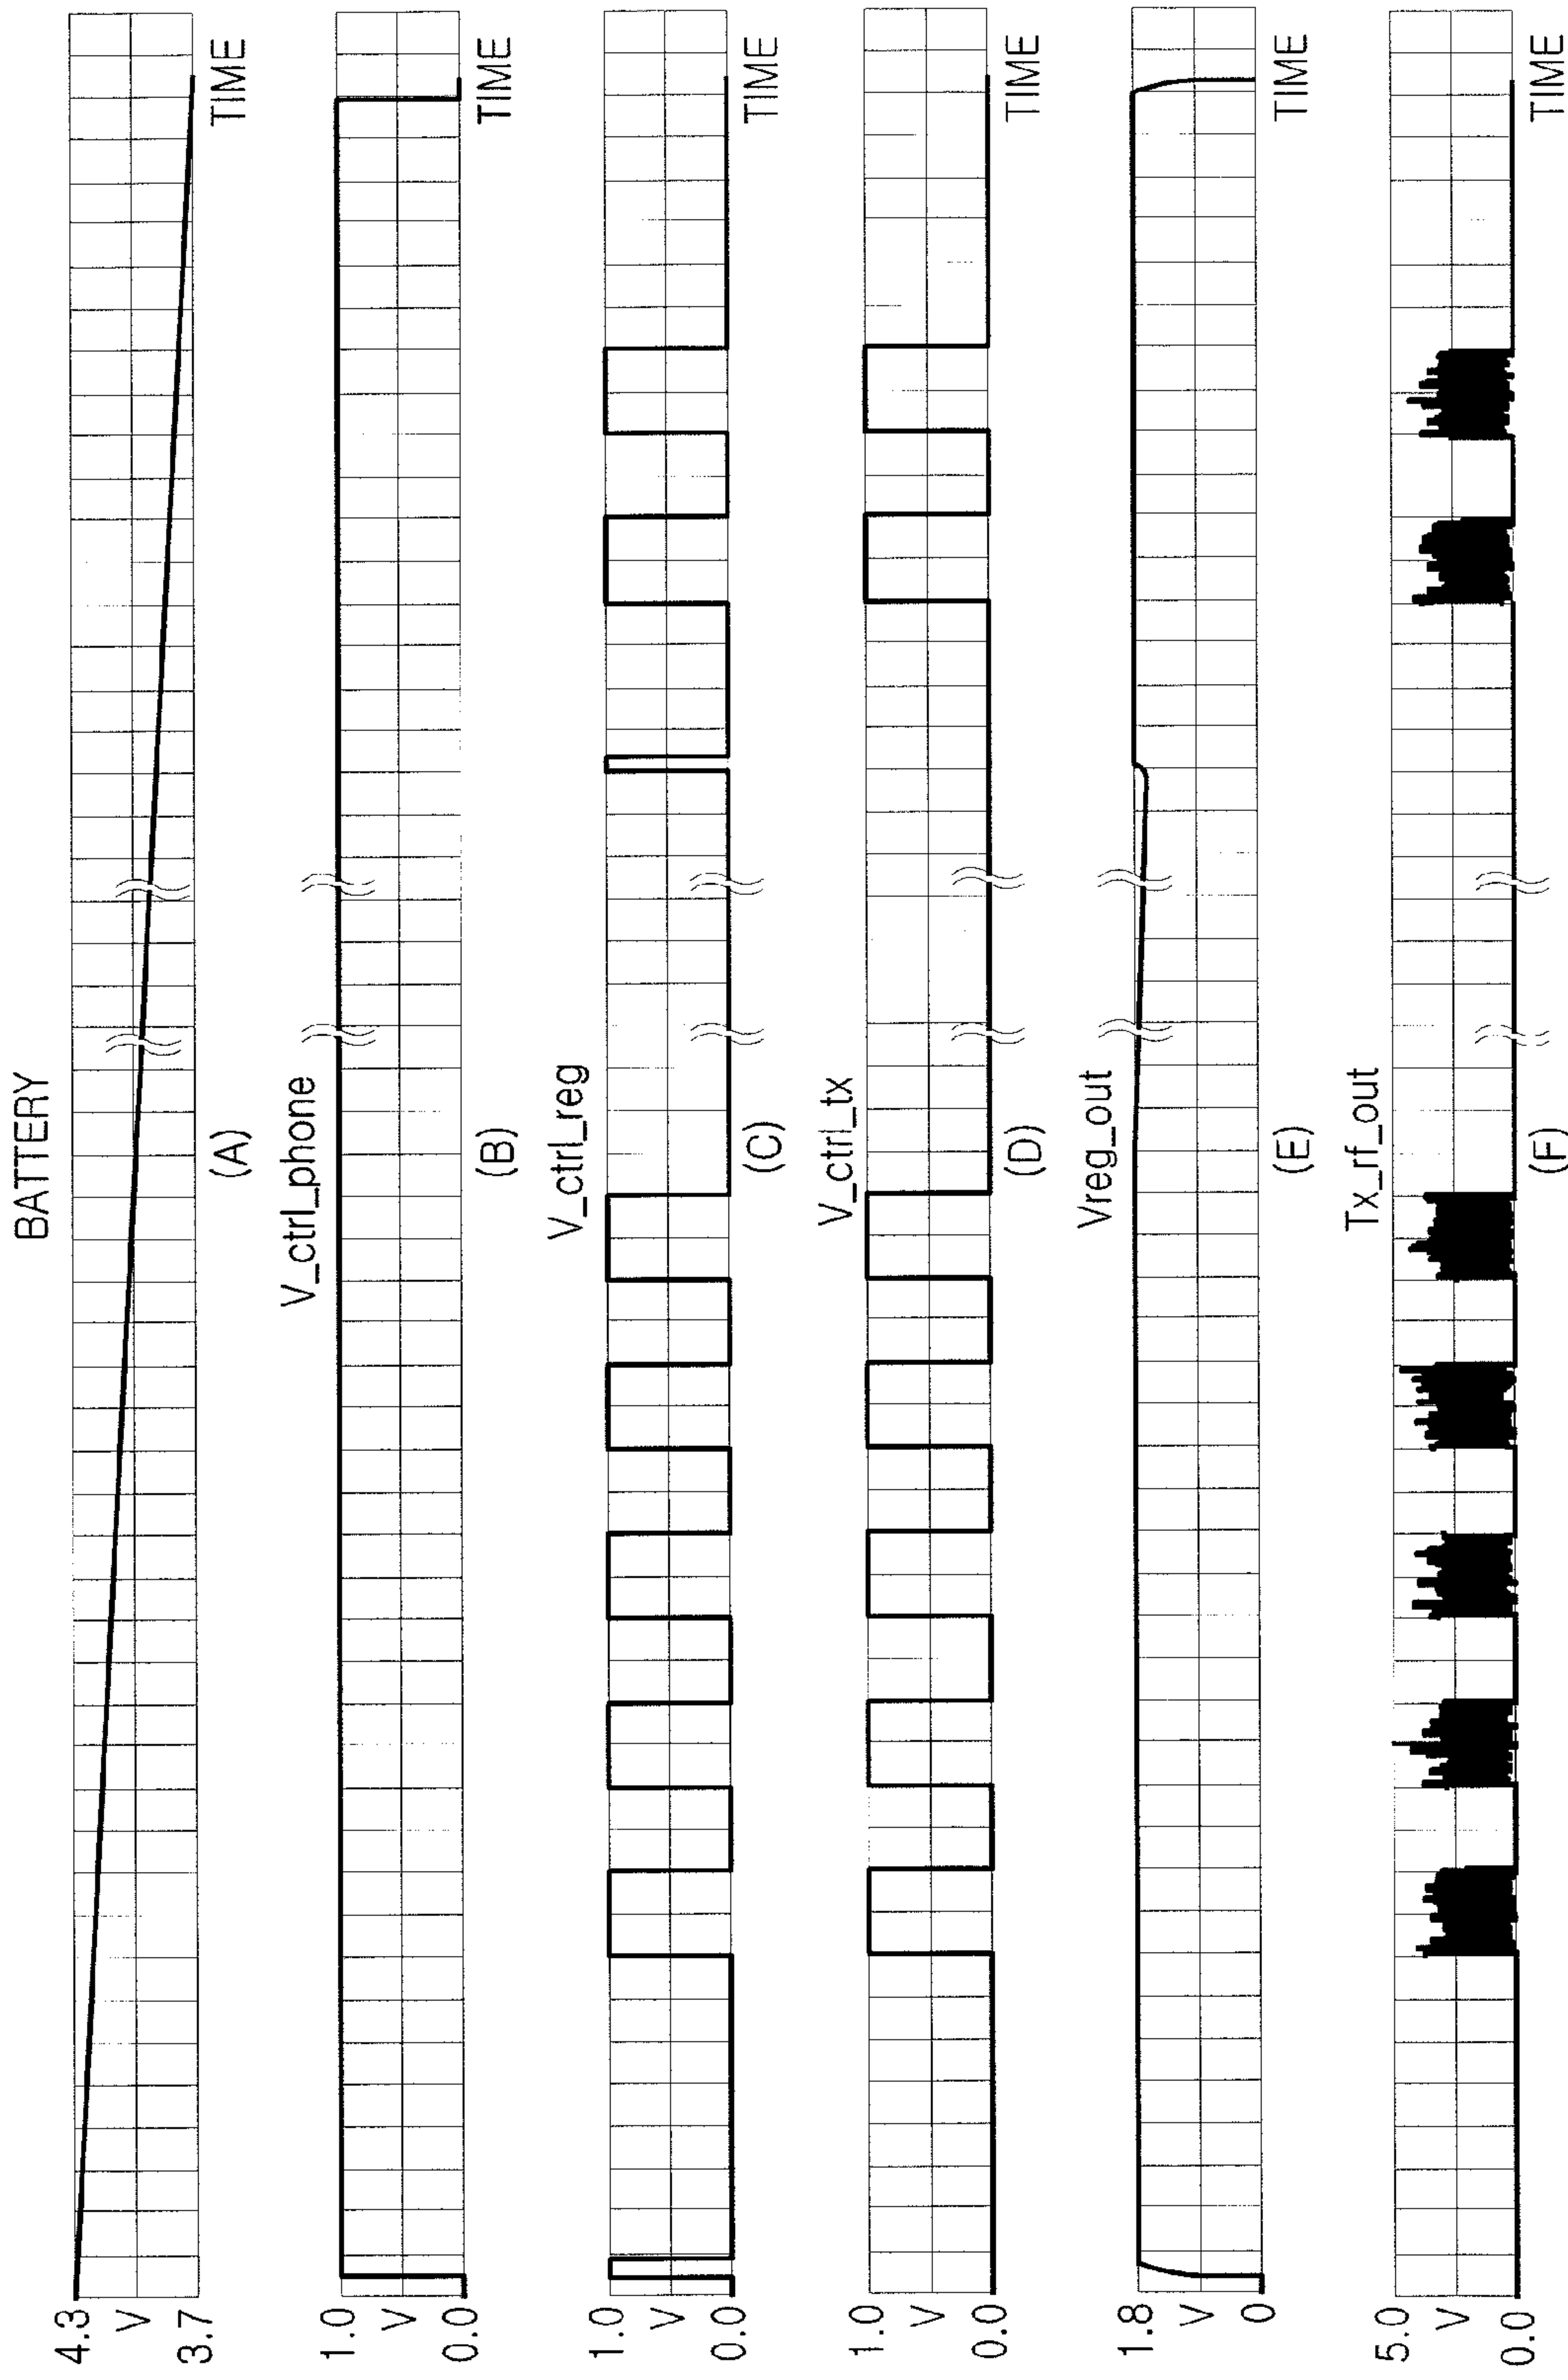 BATTERY
4.3
V
3.7
TIME
(A)
V_ctrl_phone
1.0
V
0.0
TIME
(B)
V_ctrl_reg
1.0
V
0.0
TIME
(C)
V_ctrl_tx
1.0
V
0.0
TIME
(D)
Vreg_out
1.8
V
0
TIME
(E)
Tx_rf_out
5.0
V
0.0
TIME
(F)